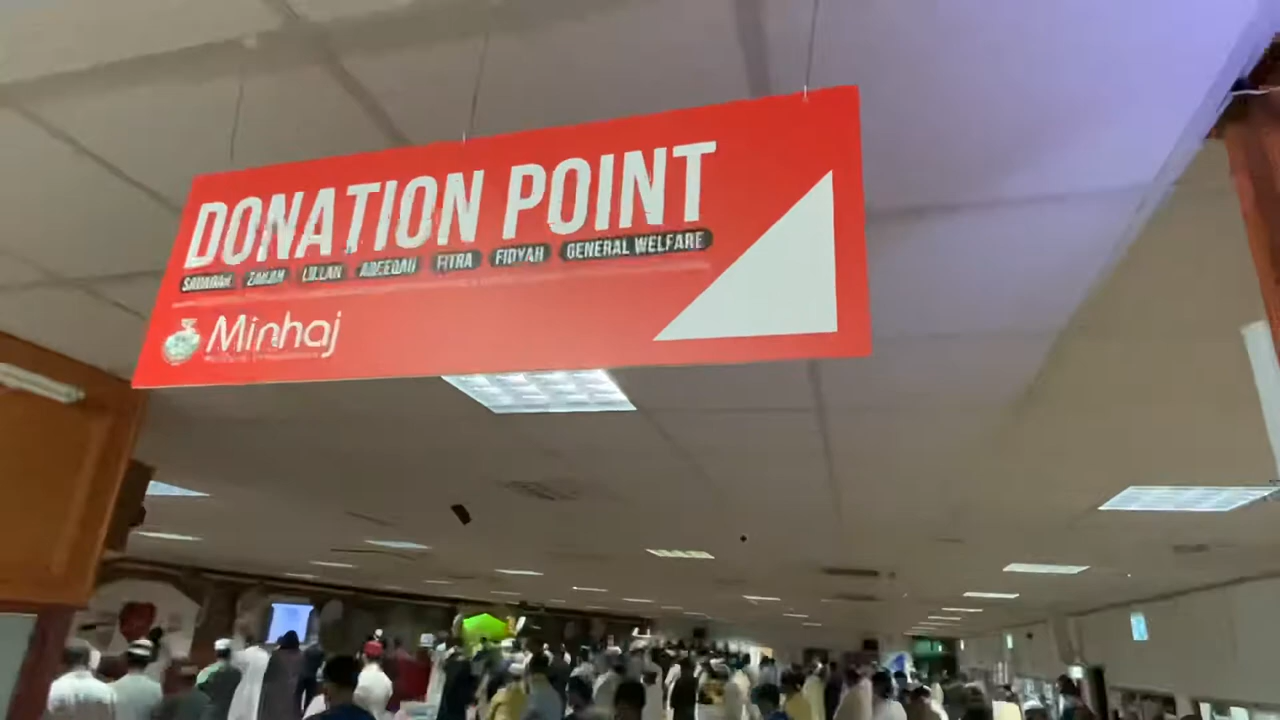 DONATION POINT
SADAQAH ZAKAH LILLAH AQEEQAH FITRA FIDYAH GENERAL WELFARE
Minhaj